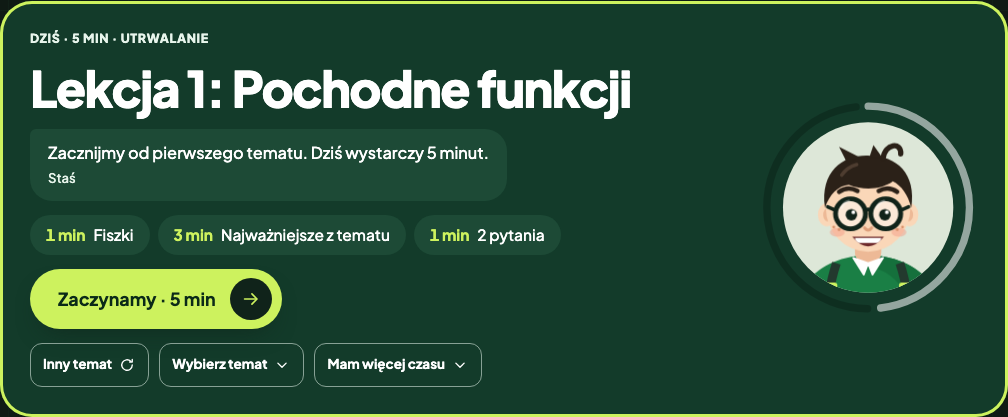 DZIŚ · 5 MIN · UTRWALANIE
Lekcja 1: Pochodne funkcji
Zacznijmy od pierwszego tematu. Dziś wystarczy 5 minut.
Staś
1 min Fiszki
3 min Najważniejsze z tematu
1 min 2 pytania
Zaczynamy · 5 min
Inny temat
Wybierz temat
Mam więcej czasu